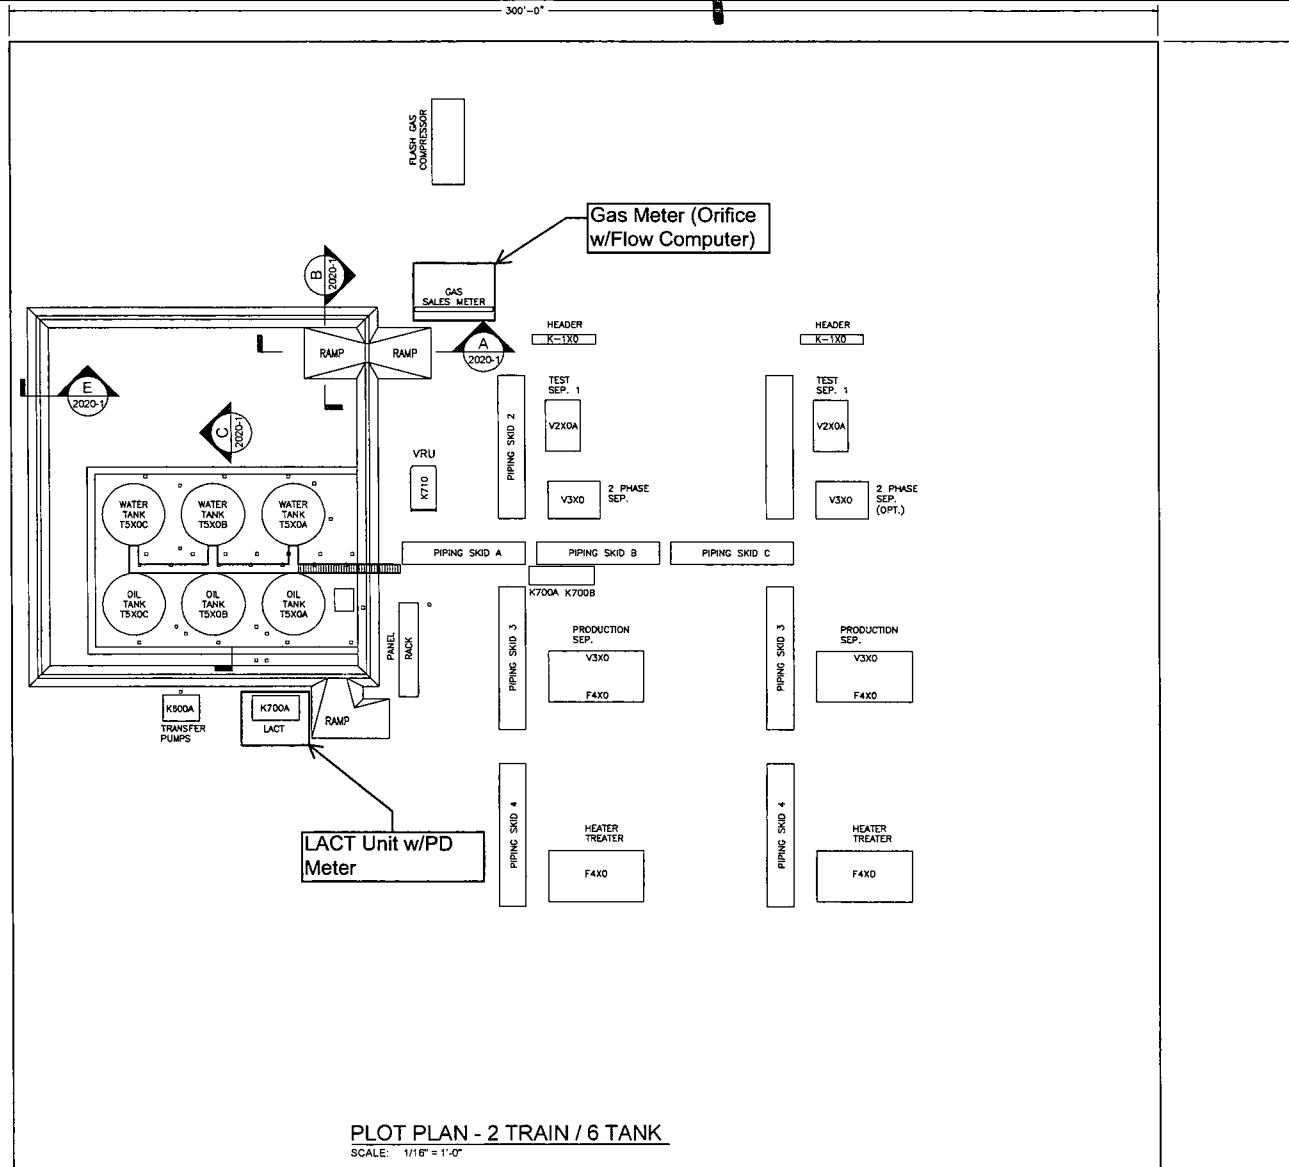 300'-0"
FLASH GAS
COMPRESSOR
Gas Meter (Orifice
w/Flow Computer)
B
2020-1
GAS
SALES METER
HEADER
K-1X0
HEADER
K-1X0
RAMP
RAMP
A
2020-1
E
2020-1
C
2020-1
TEST
SEP. 1
V2X0A
PIPING SKID 2
TEST
SEP. 1
V2X0A
VRU
K710
2 PHASE
SEP.
V3X0
2 PHASE
SEP.
(OPT.)
V3X0
WATER
TANK
T5X0C
WATER
TANK
T5X0B
WATER
TANK
T5X0A
PIPING SKID A
PIPING SKID B
PIPING SKID C
K700A K700B
OIL
TANK
T5X0C
OIL
TANK
T5X0B
OIL
TANK
T5X0A
PANEL
RACK
PIPING SKID 3
PRODUCTION
SEP.
V3X0
F4X0
PIPING SKID 3
PRODUCTION
SEP.
V3X0
F4X0
K600A
TRANSFER
PUMPS
K700A
LACT
RAMP
LACT Unit w/PD
Meter
PIPING SKID 4
HEATER
TREATER
F4X0
PIPING SKID 4
HEATER
TREATER
F4X0
PLOT PLAN - 2 TRAIN / 6 TANK
SCALE: 1/16" = 1'-0"